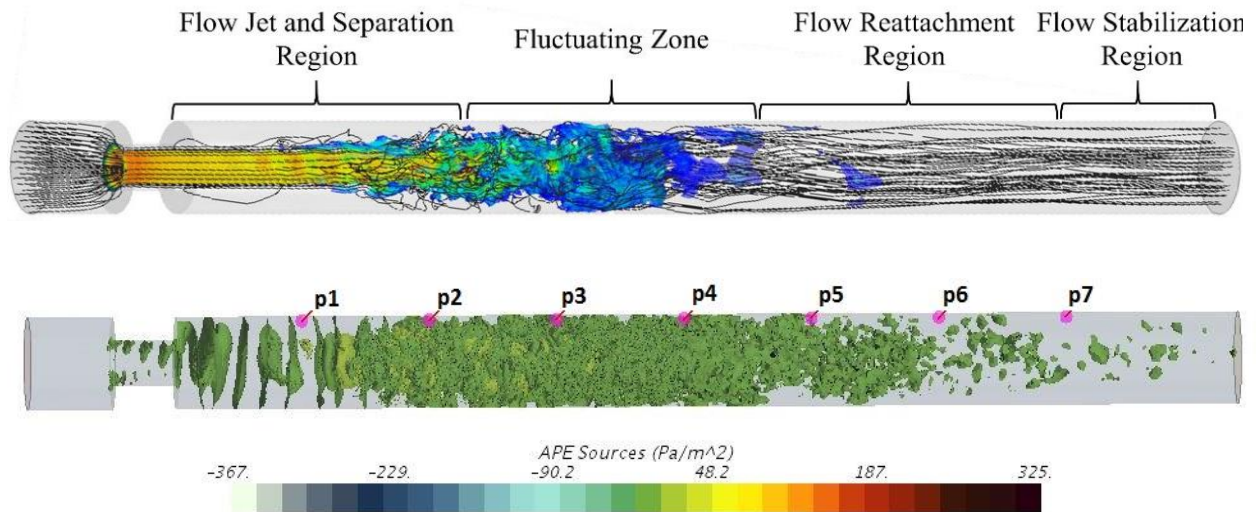 Flow Jet and Separation
Region
Fluctuating Zone
Flow Reattachment
Region
Flow Stabilization
Region
p1
p2
p3
p4
p5
p6
p7
APE Sources (Pa/m^2)
-367. -229. -90.2 48.2 187. 325.